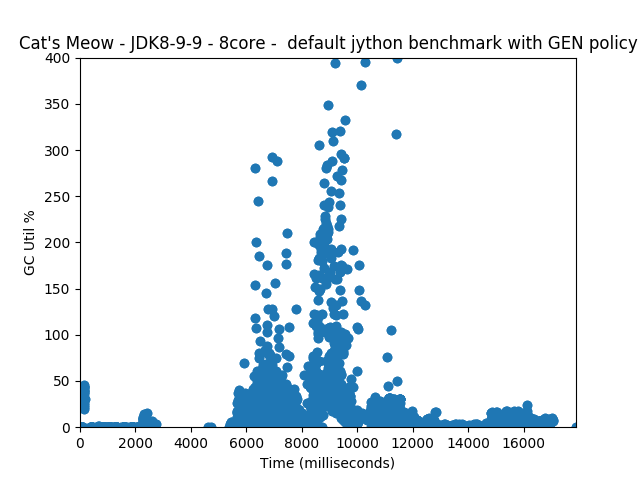 Cat's Meow - JDK8-9-9 - 8core -  default jython benchmark with GEN policy
400
350
300
250
200
150
100
50
0
GC Util %
0 2000 4000 6000 8000 10000 12000 14000 16000
Time (milliseconds)